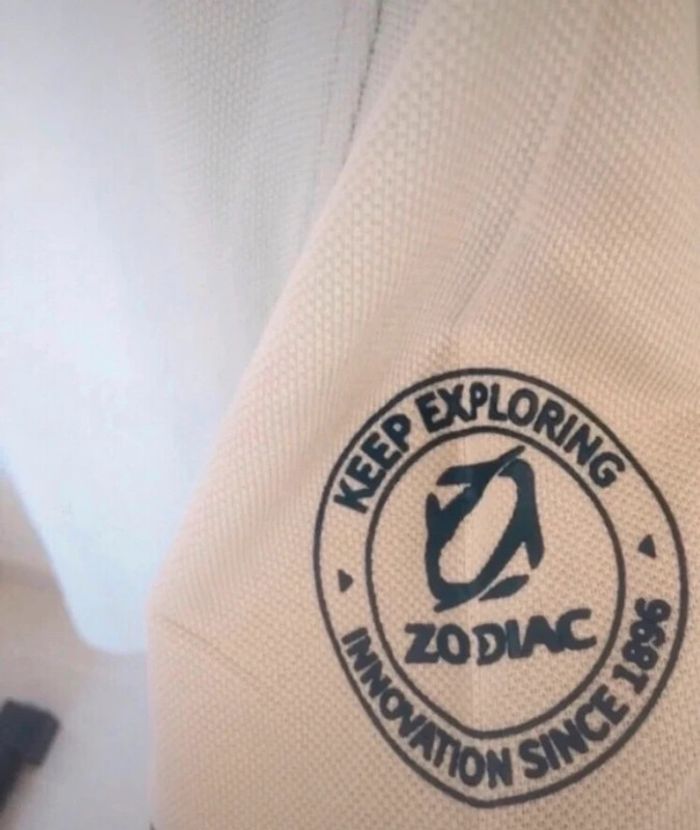 KEEP EXPLORING
ZODIAC
INNOVATION SINCE 1896